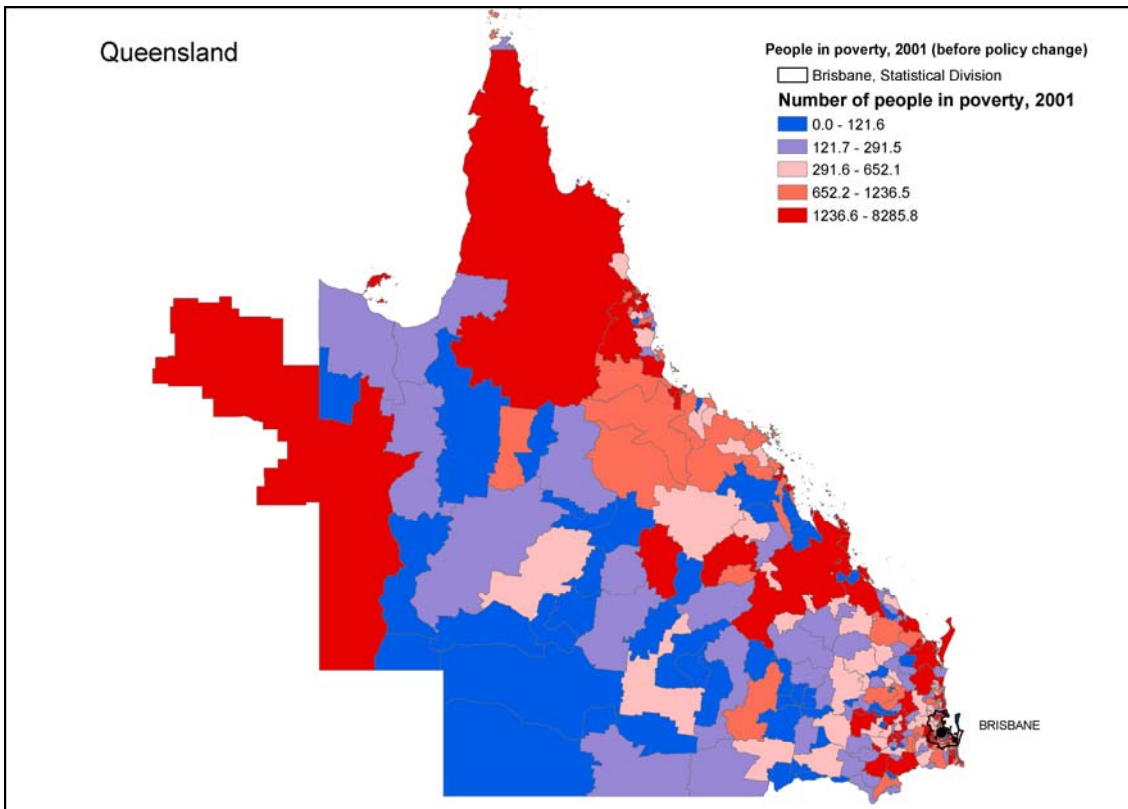 Queensland
People in poverty, 2001 (before policy change)
Brisbane, Statistical Division
Number of people in poverty, 2001
0.0 - 121.6
121.7 - 291.5
291.6 - 652.1
652.2 - 1236.5
1236.6 - 8285.8
BRISBANE